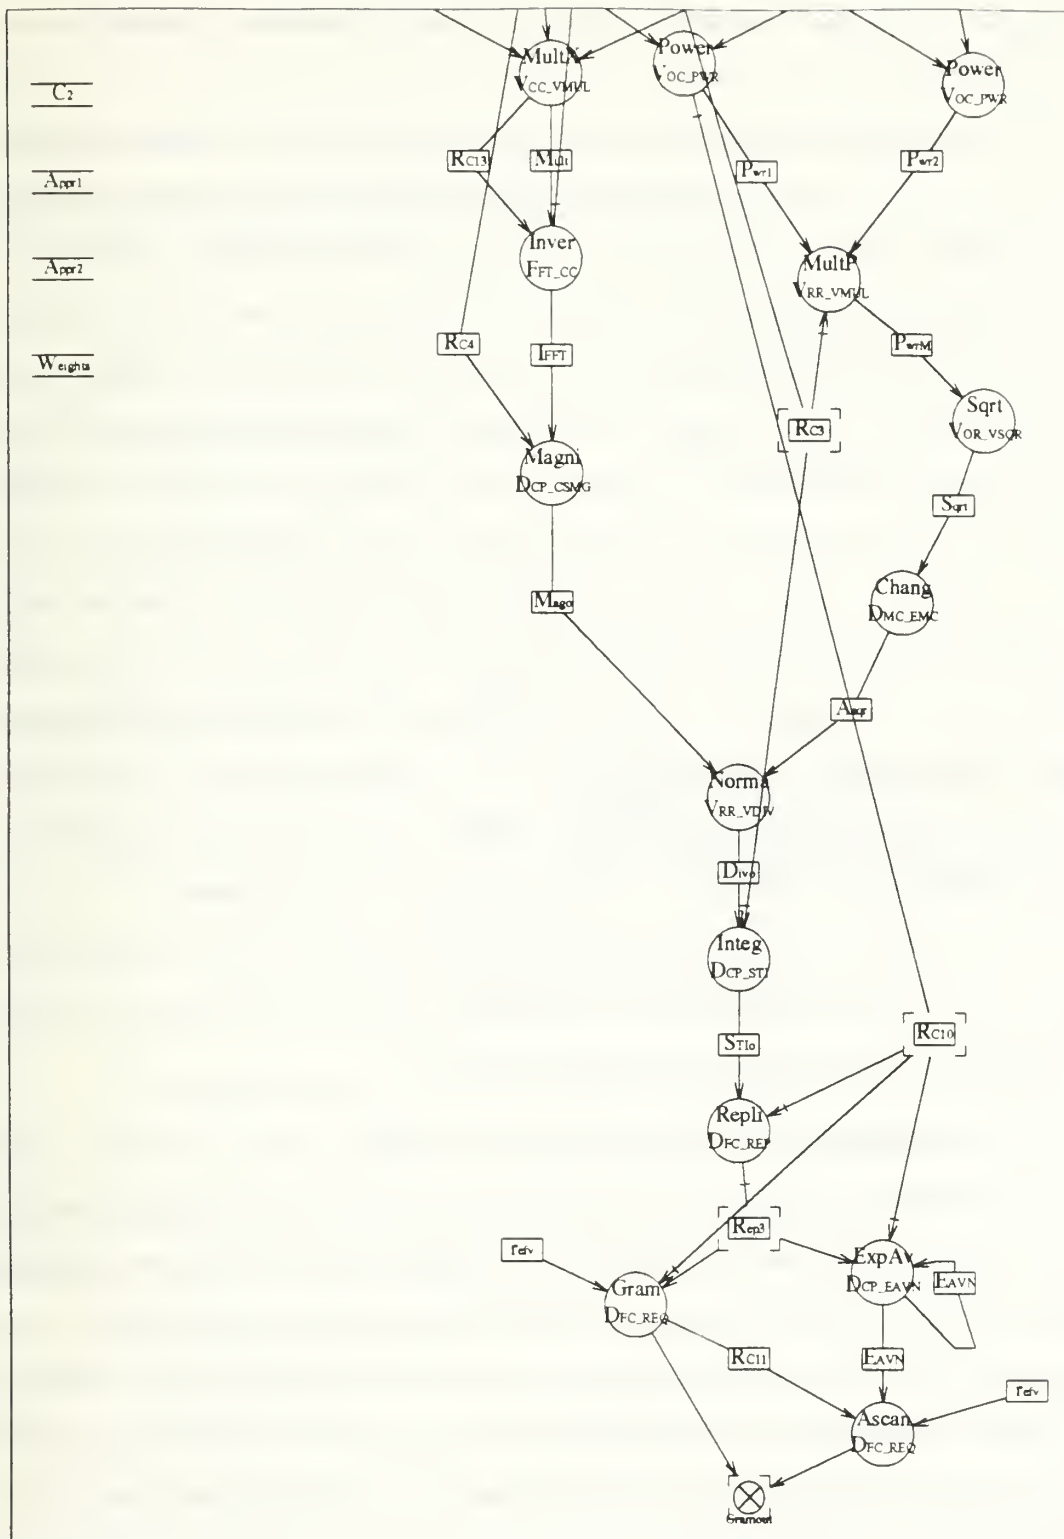 C2
Appr1
Appr2
Weights
MultX
VCC_VMUL
Power
VOC_PWR
Power
VOC_PWR
RC13
Mult
Pwr1
Pwr2
Inver
FFT_CC
MultP
VRR_VMUL
RC4
IFFT
PwrM
RC3
Sqrt
VOR_VSQR
Magni
DCP_CSMG
Sqrt
Mago
Chang
DMC_EMC
Norma
VRR_VDIV
Divo
Integ
DCP_STI
STIo
RC10
Repli
DFC_REP
Rep3
Gram
DFC_REQ
ExpAv
DCP_EAVN
EAVN
RC11
EAVN
Ascan
DFC_REQ
Gramout